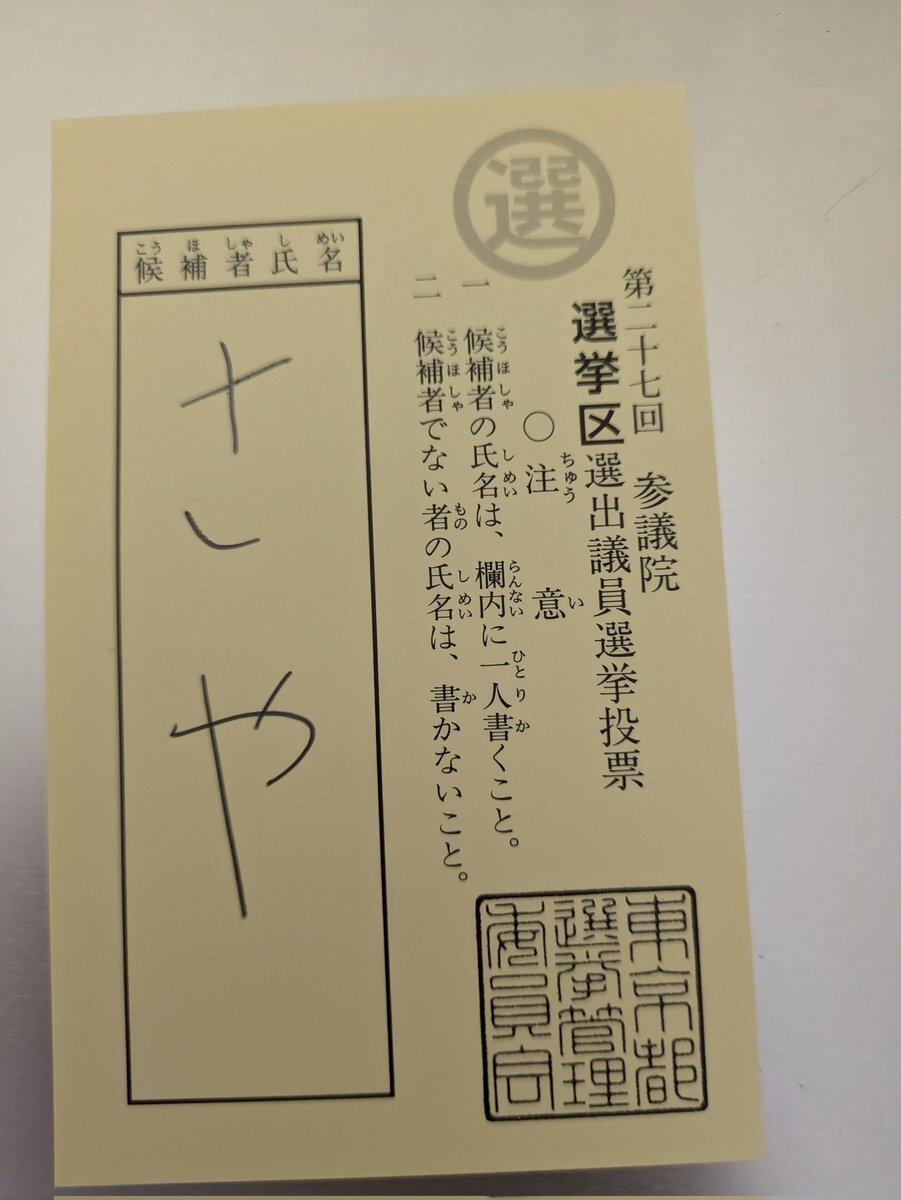 選
第二十七回 参議院
選挙区選出議員選挙投票
○注意
一 候補者の氏名は、欄内に一人書くこと。
二 候補者でない者の氏名は、書かないこと。
候補者氏名
さや
東京都
選挙管理
委員会